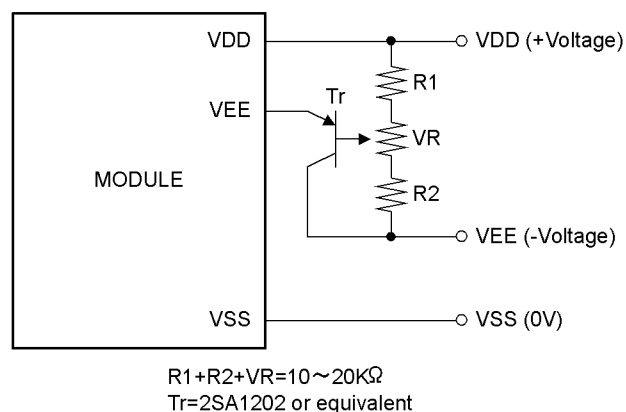 VDD
VDD (+Voltage)
R1
Tr
VEE
VR
MODULE
R2
VEE (-Voltage)
VSS
VSS (0V)
R1+R2+VR=10～20KΩ
Tr=2SA1202 or equivalent